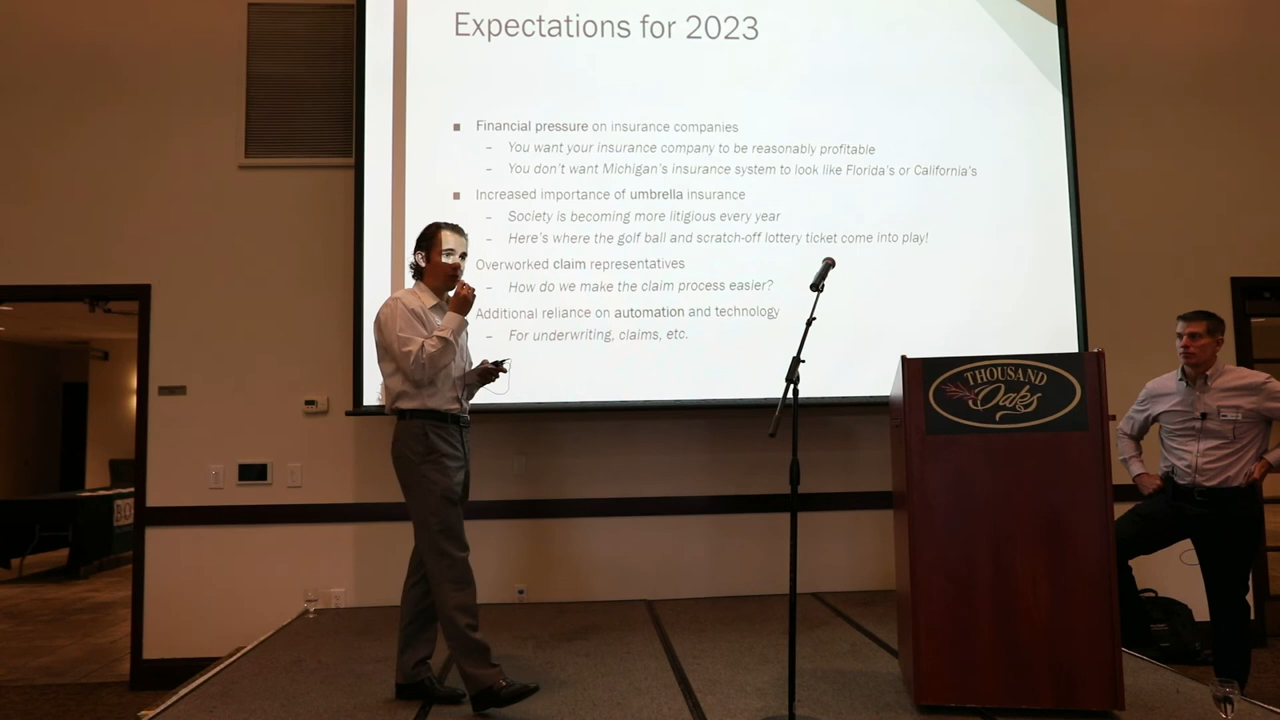 Expectations for 2023
Financial pressure on insurance companies
– You want your insurance company to be reasonably profitable
– You don't want Michigan's insurance system to look like Florida's or California's
Increased importance of umbrella insurance
– Society is becoming more litigious every year
– Here's where the golf ball and scratch-off lottery ticket come into play!
Overworked claim representatives
– How do we make the claim process easier?
Additional reliance on automation and technology
– For underwriting, claims, etc.
THOUSAND
Oaks